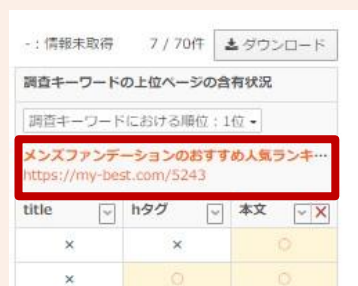 -：情報未取得 7 / 70件 ダウンロード
調査キーワードの上位ページの含有状況
調査キーワードにおける順位：1位
メンズファンデーションのおすすめ人気ランキ…
https://my-best.com/5243
title hタグ 本文 X
× × ○
× ○ ○